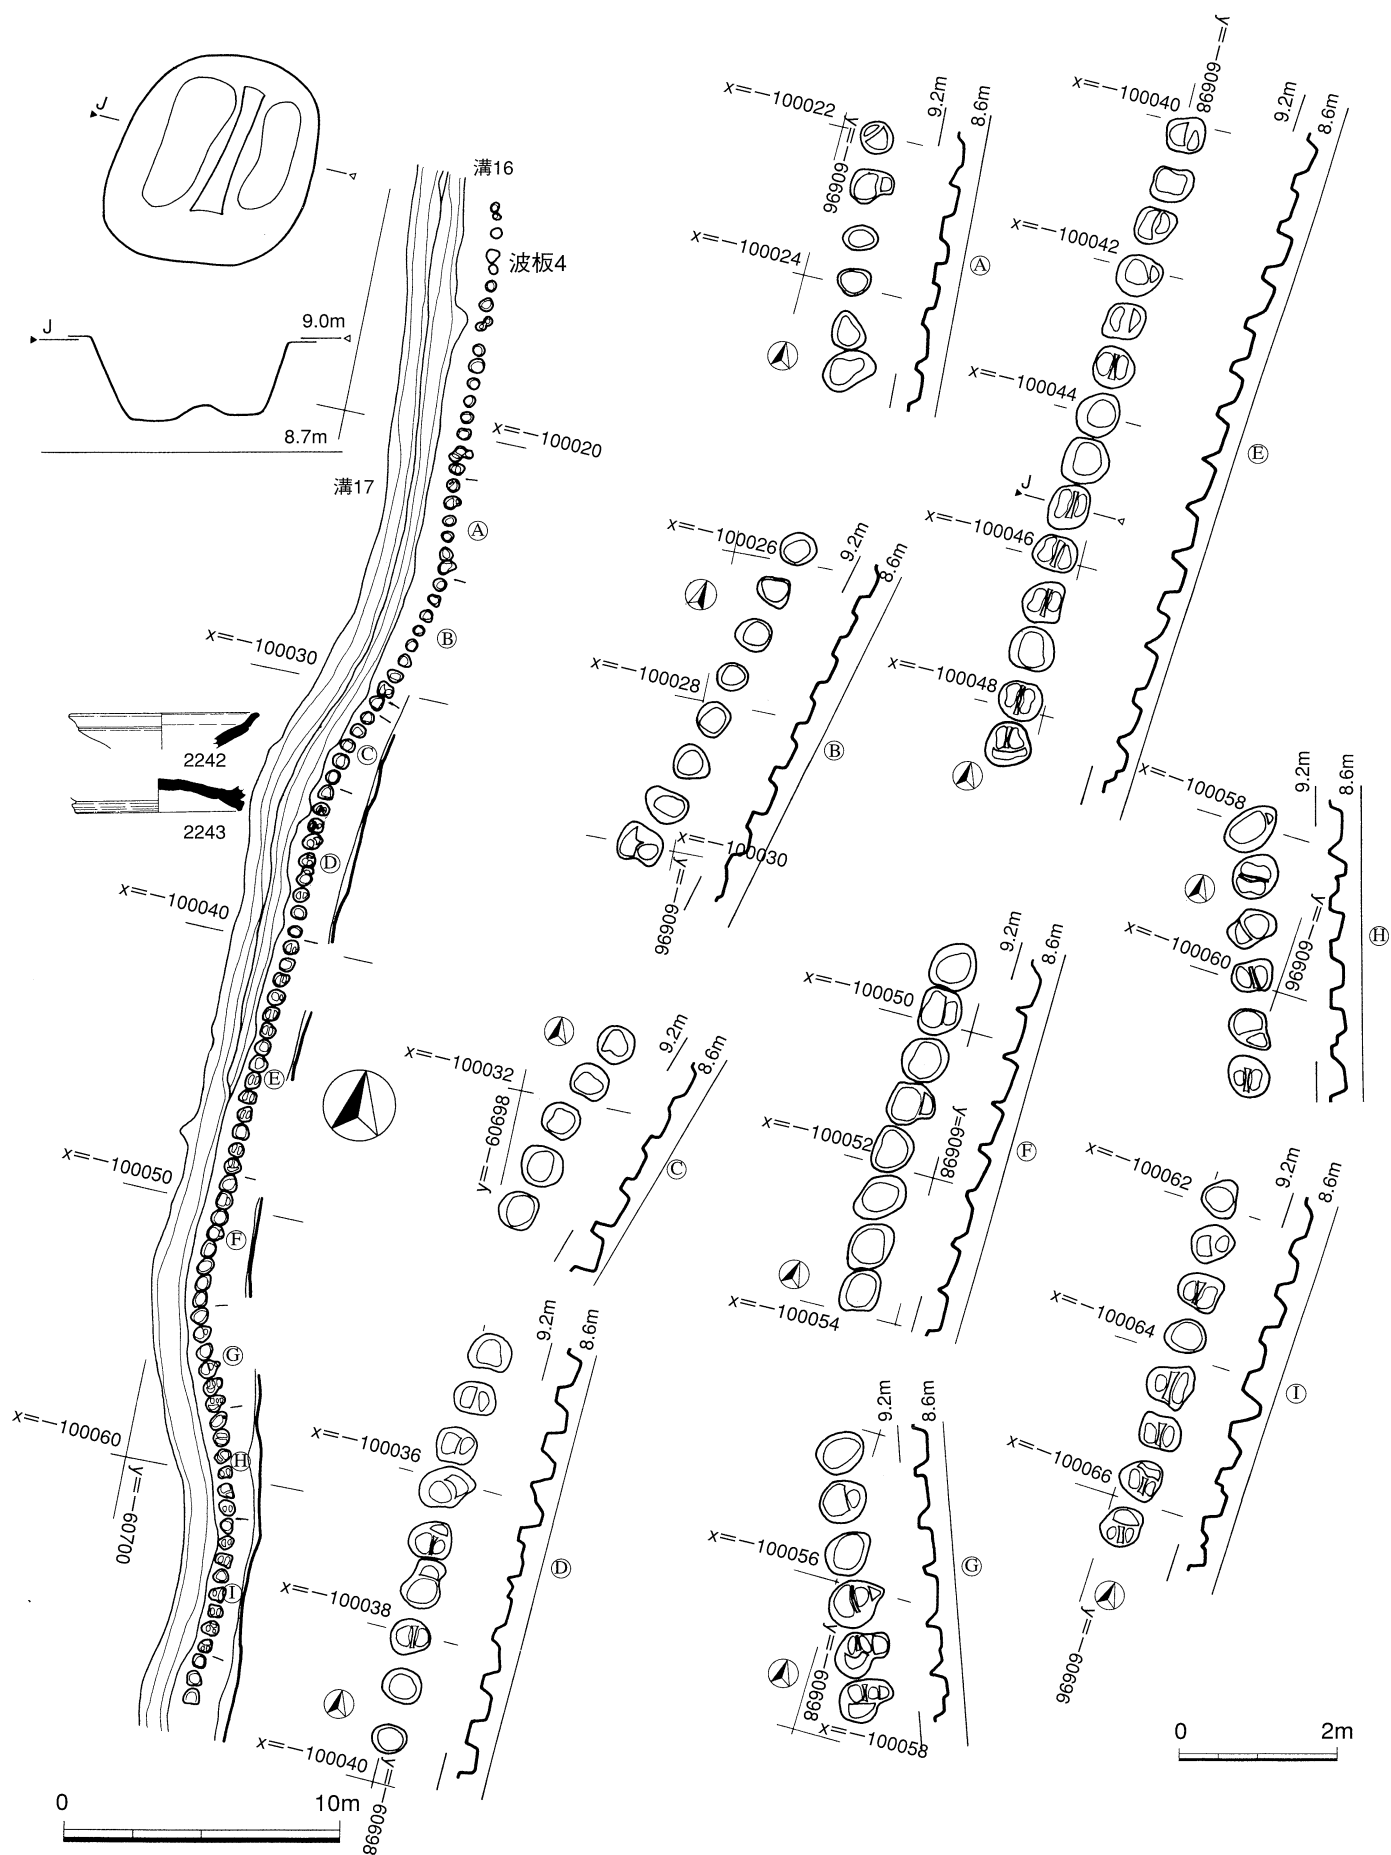 J
J
9.0m
8.7m
溝16
波板4
x=−100020
溝17
Ⓐ
Ⓑ
x=−100030
2242
2243
Ⓒ
Ⓓ
x=−100040
Ⓔ
x=−100050
Ⓕ
Ⓖ
x=−100060
y=−60700
Ⓗ
Ⓘ
0
10m
x=−100022
y=−60696
x=−100024
9.2m
8.6m
Ⓐ
x=−100026
x=−100028
x=−100030
y=−60696
9.2m
8.6m
Ⓑ
x=−100032
y=−60698
9.2m
8.6m
Ⓒ
x=−100036
x=−100038
x=−100040
y=−60698
9.2m
8.6m
Ⓓ
x=−100040
y=−60698
x=−100042
x=−100044
J
x=−100046
x=−100048
9.2m
8.6m
Ⓔ
x=−100050
x=−100052
y=60698
x=−100054
9.2m
8.6m
Ⓕ
x=−100056
y=−60698
x=−100058
9.2m
8.6m
Ⓖ
x=−100058
x=−100060
y=−60696
9.2m
8.6m
Ⓗ
x=−100062
x=−100064
x=−100066
y=−60696
9.2m
8.6m
Ⓘ
0
2m